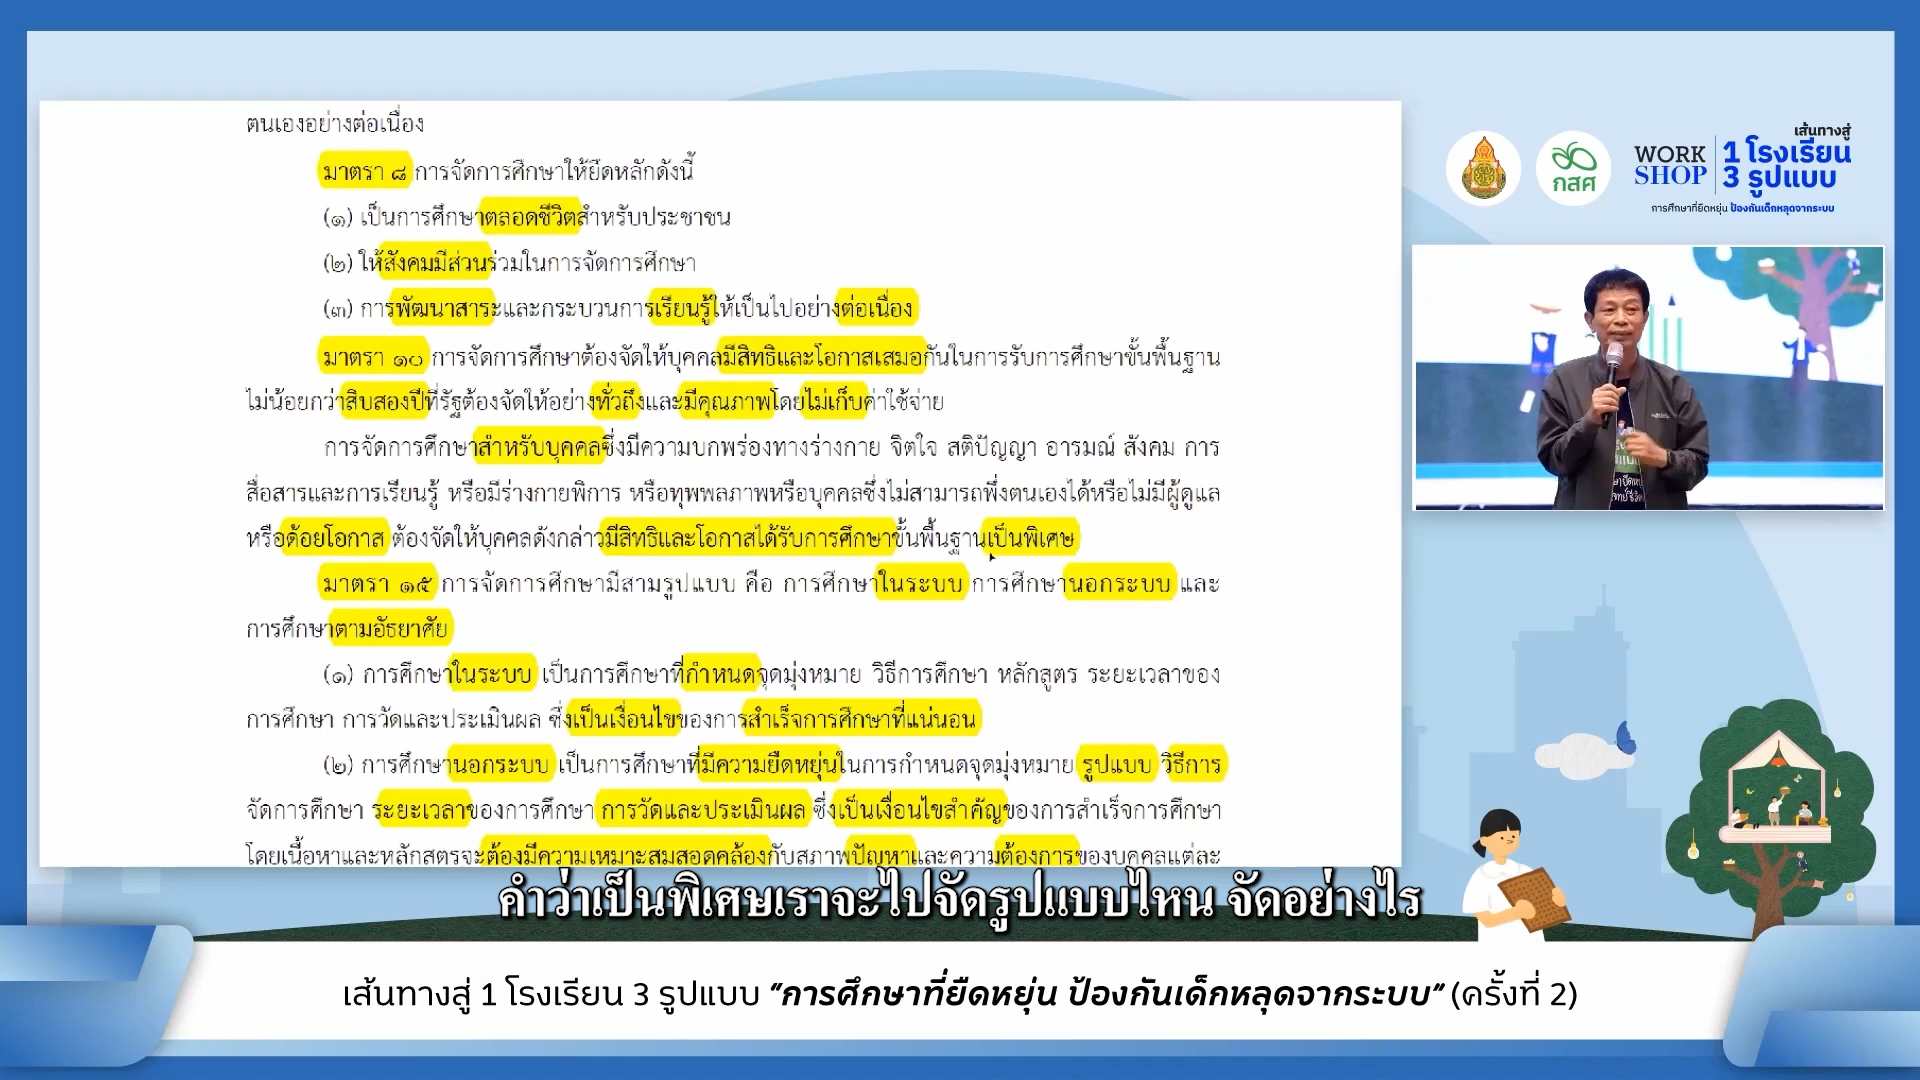 ตนเองอย่างต่อเนื่อง
มาตรา ๘ การจัดการศึกษาให้ยึดหลักดังนี้
(๑) เป็นการศึกษาตลอดชีวิตสำหรับประชาชน
(๒) ให้สังคมมีส่วนร่วมในการจัดการศึกษา
(๓) การพัฒนาสาระและกระบวนการเรียนรู้ให้เป็นไปอย่างต่อเนื่อง
มาตรา ๑๐ การจัดการศึกษาต้องจัดให้บุคคลมีสิทธิและโอกาสเสมอกันในการรับการศึกษาขั้นพื้นฐาน
ไม่น้อยกว่าสิบสองปีที่รัฐต้องจัดให้อย่างทั่วถึงและมีคุณภาพโดยไม่เก็บค่าใช้จ่าย
การจัดการศึกษาสำหรับบุคคลซึ่งมีความบกพร่องทางร่างกาย จิตใจ สติปัญญา อารมณ์ สังคม การ
สื่อสารและการเรียนรู้ หรือมีร่างกายพิการ หรือทุพพลภาพหรือบุคคลซึ่งไม่สามารถพึ่งตนเองได้หรือไม่มีผู้ดูแล
หรือด้อยโอกาส ต้องจัดให้บุคคลดังกล่าวมีสิทธิและโอกาสได้รับการศึกษาขั้นพื้นฐานเป็นพิเศษ
มาตรา ๑๕ การจัดการศึกษามีสามรูปแบบ คือ การศึกษาในระบบ การศึกษานอกระบบ และ
การศึกษาตามอัธยาศัย
(๑) การศึกษาในระบบ เป็นการศึกษาที่กำหนดจุดมุ่งหมาย วิธีการศึกษา หลักสูตร ระยะเวลาของ
การศึกษา การวัดและประเมินผล ซึ่งเป็นเงื่อนไขของการสำเร็จการศึกษาที่แน่นอน
(๒) การศึกษานอกระบบ เป็นการศึกษาที่มีความยืดหยุ่นในการกำหนดจุดมุ่งหมาย รูปแบบ วิธีการ
จัดการศึกษา ระยะเวลาของการศึกษา การวัดและประเมินผล ซึ่งเป็นเงื่อนไขสำคัญของการสำเร็จการศึกษา
โดยเนื้อหาและหลักสูตรจะต้องมีความเหมาะสมสอดคล้องกับสภาพปัญหาและความต้องการของบุคคลแต่ละ
กสศ
WORK SHOP
เส้นทางสู่
1 โรงเรียน
3 รูปแบบ
การศึกษาที่ยืดหยุ่น ป้องกันเด็กหลุดจากระบบ
คำว่าเป็นพิเศษเราจะไปจัดรูปแบบไหน จัดอย่างไร
เส้นทางสู่ 1 โรงเรียน 3 รูปแบบ "การศึกษาที่ยืดหยุ่น ป้องกันเด็กหลุดจากระบบ" (ครั้งที่ 2)